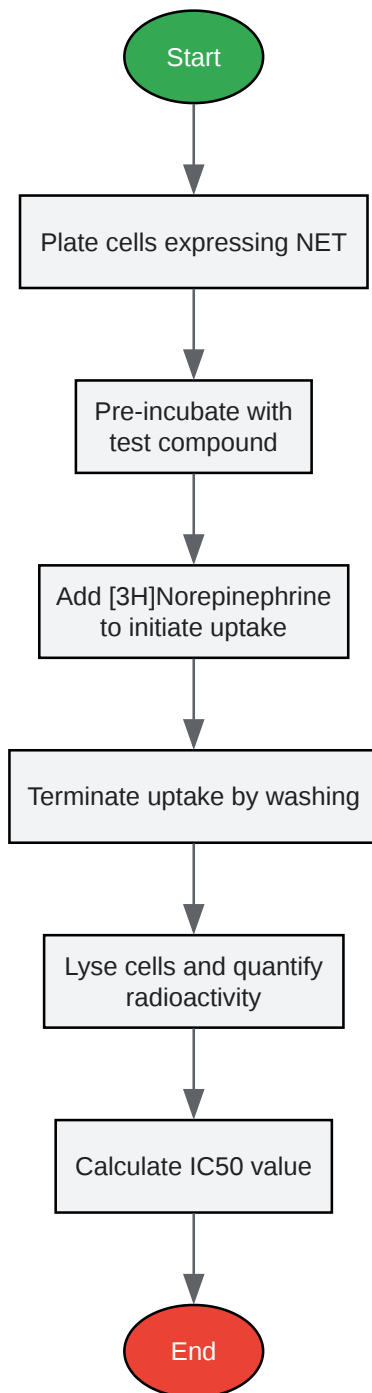 Start
Plate cells expressing NET
Pre-incubate with
test compound
Add [3H]Norepinephrine
to initiate uptake
Terminate uptake by washing
Lyse cells and quantify
radioactivity
Calculate IC50 value
End